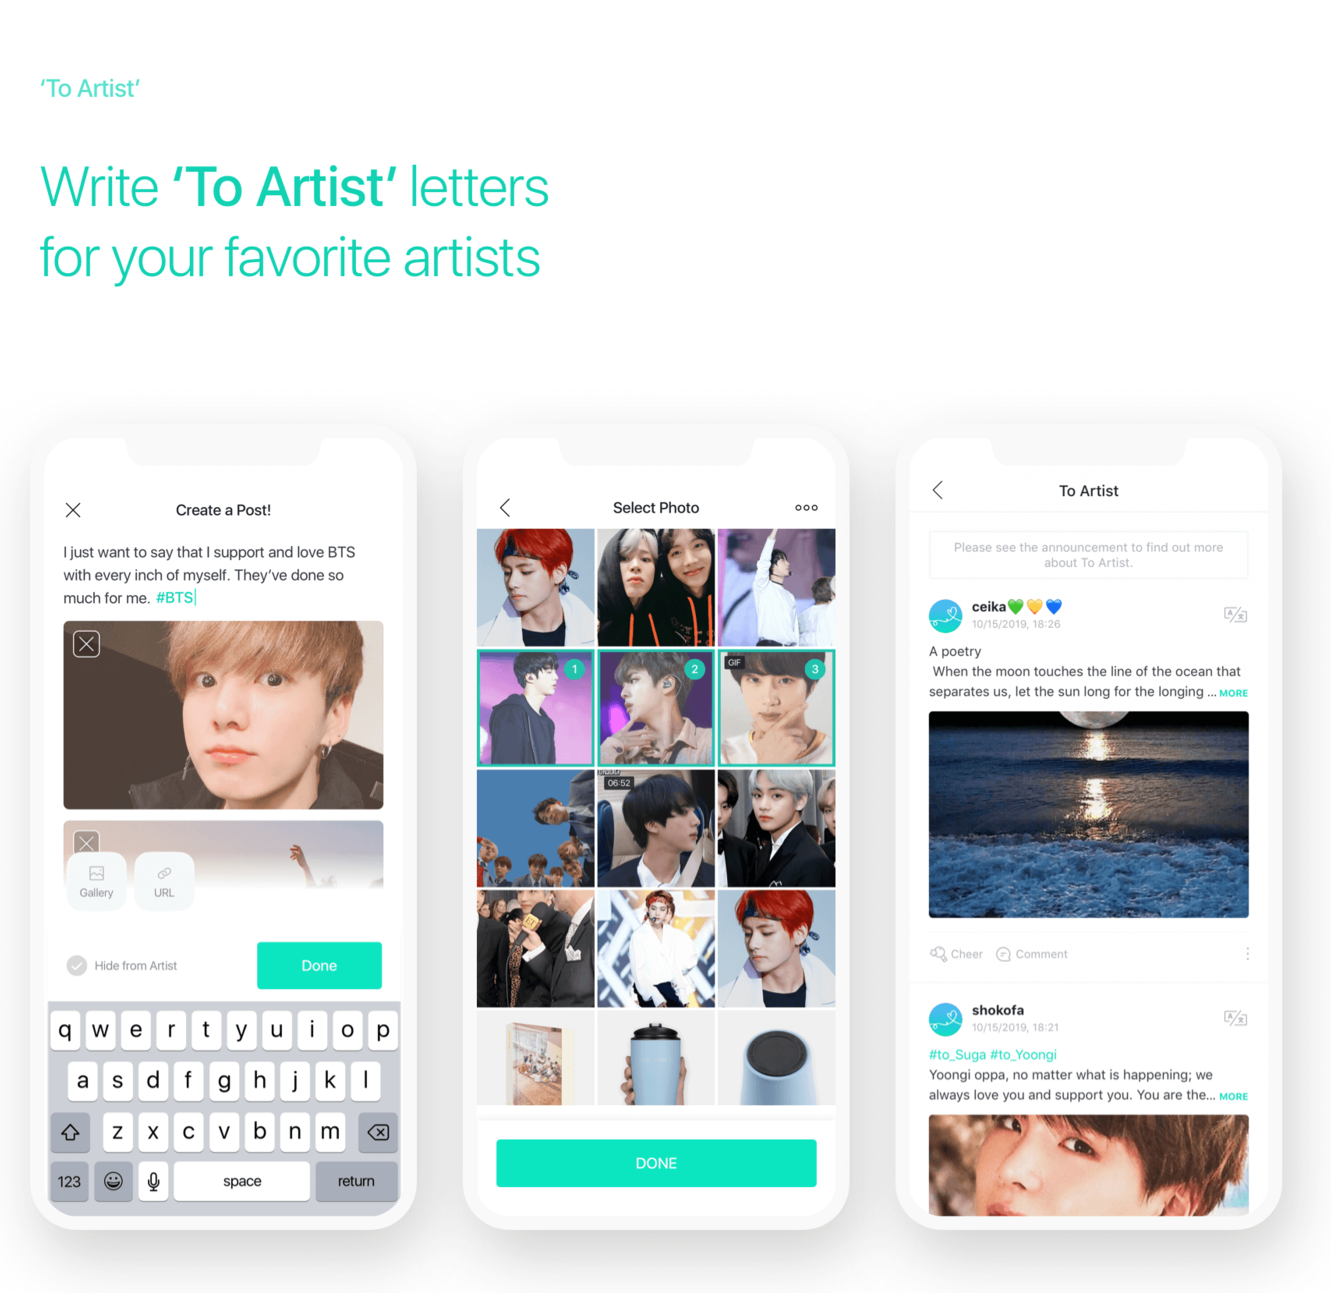 ‘To Artist‘
Write ‘To Artist‘ letters
for your favorite artists
Create a Post!
I just want to say that I support and love BTS
with every inch of myself. They’ve done so
much for me. #BTS
Gallery
URL
Hide from Artist
Done
q w e r t y u i o p
a s d f g h j k l
z x c v b n m
123
space
return
Select Photo
1
2
GIF
3
06:52
DONE
To Artist
Please see the announcement to find out more
about To Artist.
ceika💚💛💙
10/15/2019, 18:26
A poetry
When the moon touches the line of the ocean that
separates us, let the sun long for the longing ... MORE
Cheer
Comment
shokofa
10/15/2019, 18:21
#to_Suga #to_Yoongi
Yoongi oppa, no matter what is happening; we
always love you and support you. You are the... MORE